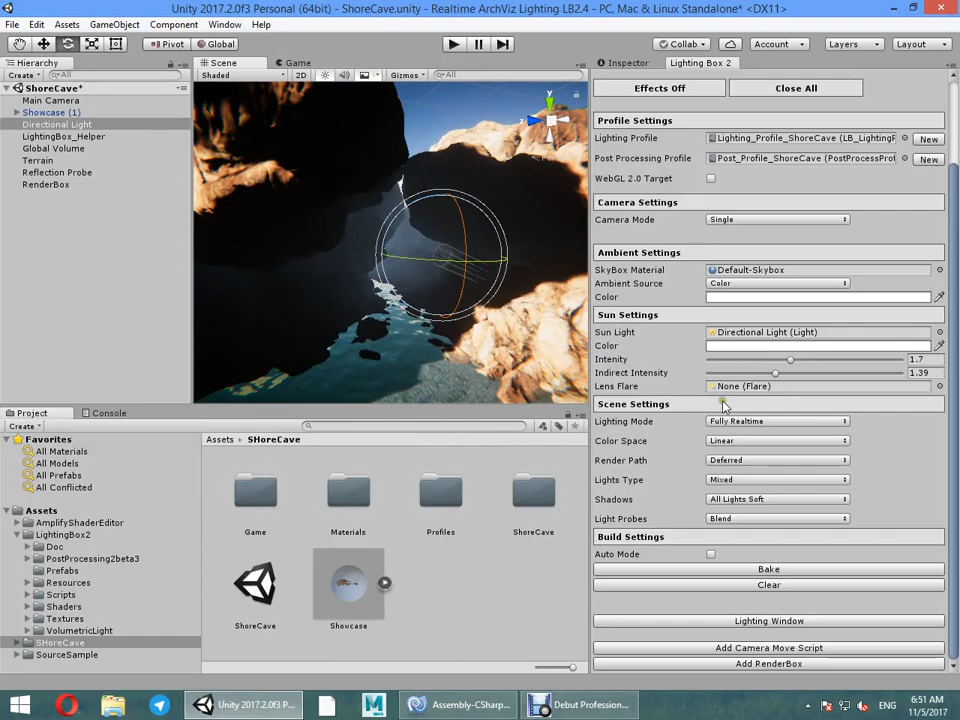 Unity 2017.2.0f3 Personal (64bit) - ShoreCave.unity - Realtime ArchViz Lighting LB2.4 - PC, Mac & Linux Standalone* <DX11>
File Edit Assets GameObject Component Window Help
Pivot Global Collab Account Layers Layout
Hierarchy Scene Game Inspector Lighting Box 2
Create All Shaded 2D Gizmos All
ShoreCave*
Main Camera
Showcase (1)
Directional Light
LightingBox_Helper
Global Volume
Terrain
Reflection Probe
RenderBox
y
z
Effects Off Close All
Profile Settings
Lighting Profile Lighting_Profile_ShoreCave (LB_LightingP New
Post Processing Profile Post_Profile_ShoreCave (PostProcessProf New
WebGL 2.0 Target
Camera Settings
Camera Mode Single
Ambient Settings
SkyBox Material Default-Skybox
Ambient Source Color
Color
Sun Settings
Sun Light Directional Light (Light)
Color
Intenity 1.7
Indirect Intensity 1.39
Lens Flare None (Flare)
Scene Settings
Lighting Mode Fully Realtime
Color Space Linear
Render Path Deferred
Lights Type Mixed
Shadows All Lights Soft
Light Probes Blend
Build Settings
Auto Mode
Bake
Clear
Lighting Window
Add Camera Move Script
Add RenderBox
Project Console
Create
Favorites
All Materials
All Models
All Prefabs
All Conflicted
Assets
AmplifyShaderEditor
LightingBox2
Doc
PostProcessing2beta3
Prefabs
Resources
Scripts
Shaders
Textures
VolumetricLight
SHoreCave
SourceSample
Assets SHoreCave
Game Materials Profiles ShoreCave
ShoreCave Showcase
Unity 2017.2.0f3 P... Assembly-CSharp... Debut Profession... ENG 6:51 AM
11/5/2017